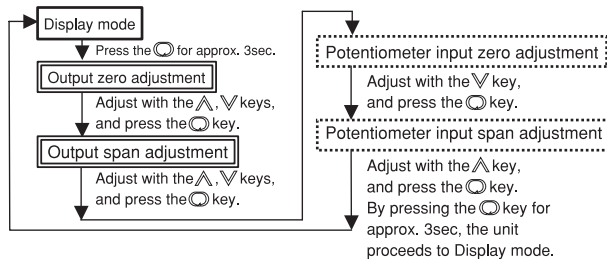 Display mode
Press the for approx. 3sec.
Output zero adjustment
Adjust with the , keys,
and press the key.
Output span adjustment
Adjust with the , keys,
and press the key.
Potentiometer input zero adjustment
Adjust with the key,
and press the key.
Potentiometer input span adjustment
Adjust with the key,
and press the key.
By pressing the key for
approx. 3sec, the unit
proceeds to Display mode.